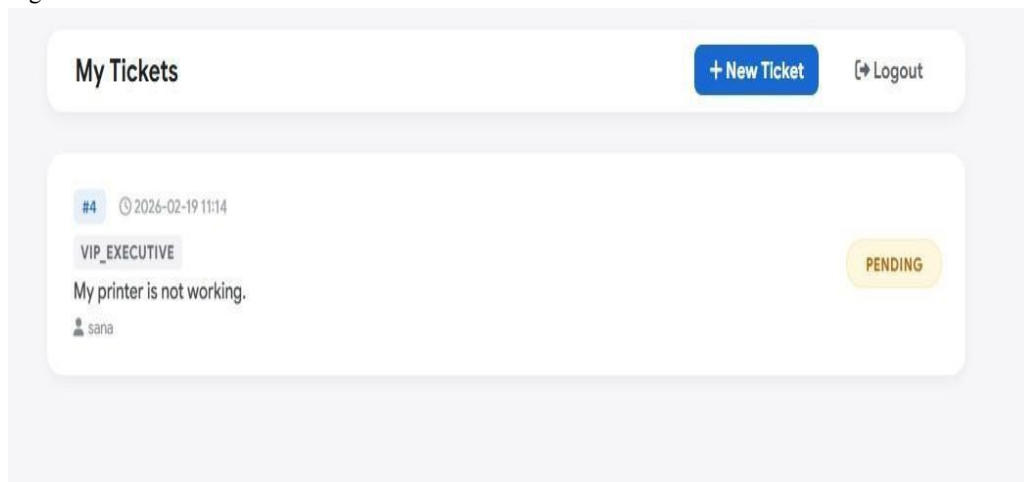 My Tickets
+ New Ticket
Logout
#4
2026-02-19 11:14
VIP_EXECUTIVE
My printer is not working.
sana
PENDING